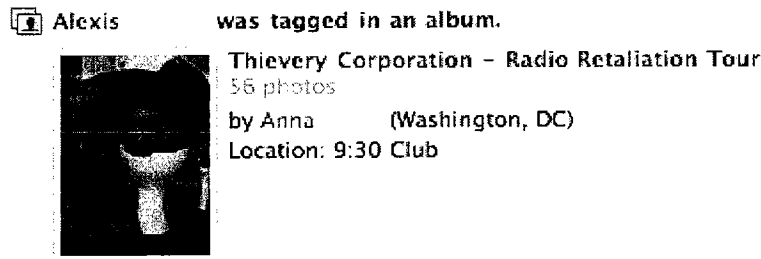 Alexis was tagged in an album.
Thievery Corporation – Radio Retaliation Tour
56 photos
by Anna (Washington, DC)
Location: 9:30 Club